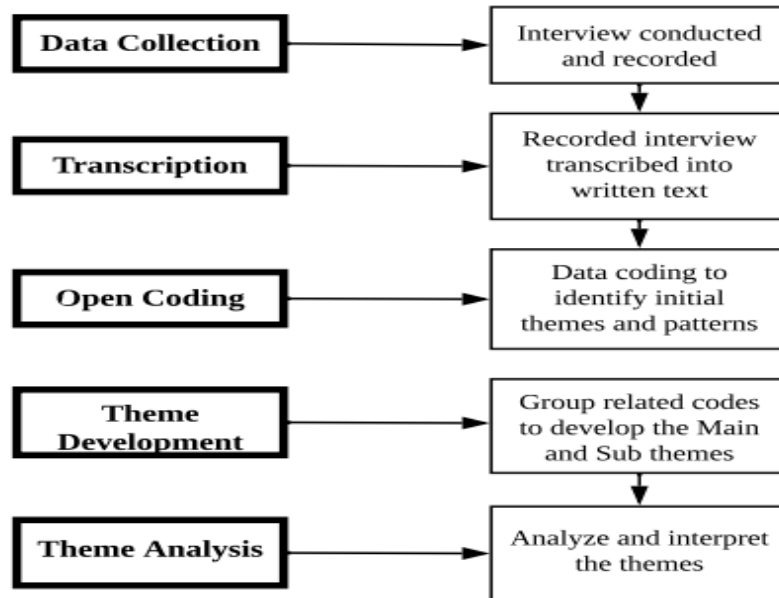 Data Collection
Interview conducted
and recorded
Transcription
Recorded interview
transcribed into
written text
Open Coding
Data coding to
identify initial
themes and patterns
Theme
Development
Group related codes
to develop the Main
and Sub themes
Theme Analysis
Analyze and interpret
the themes